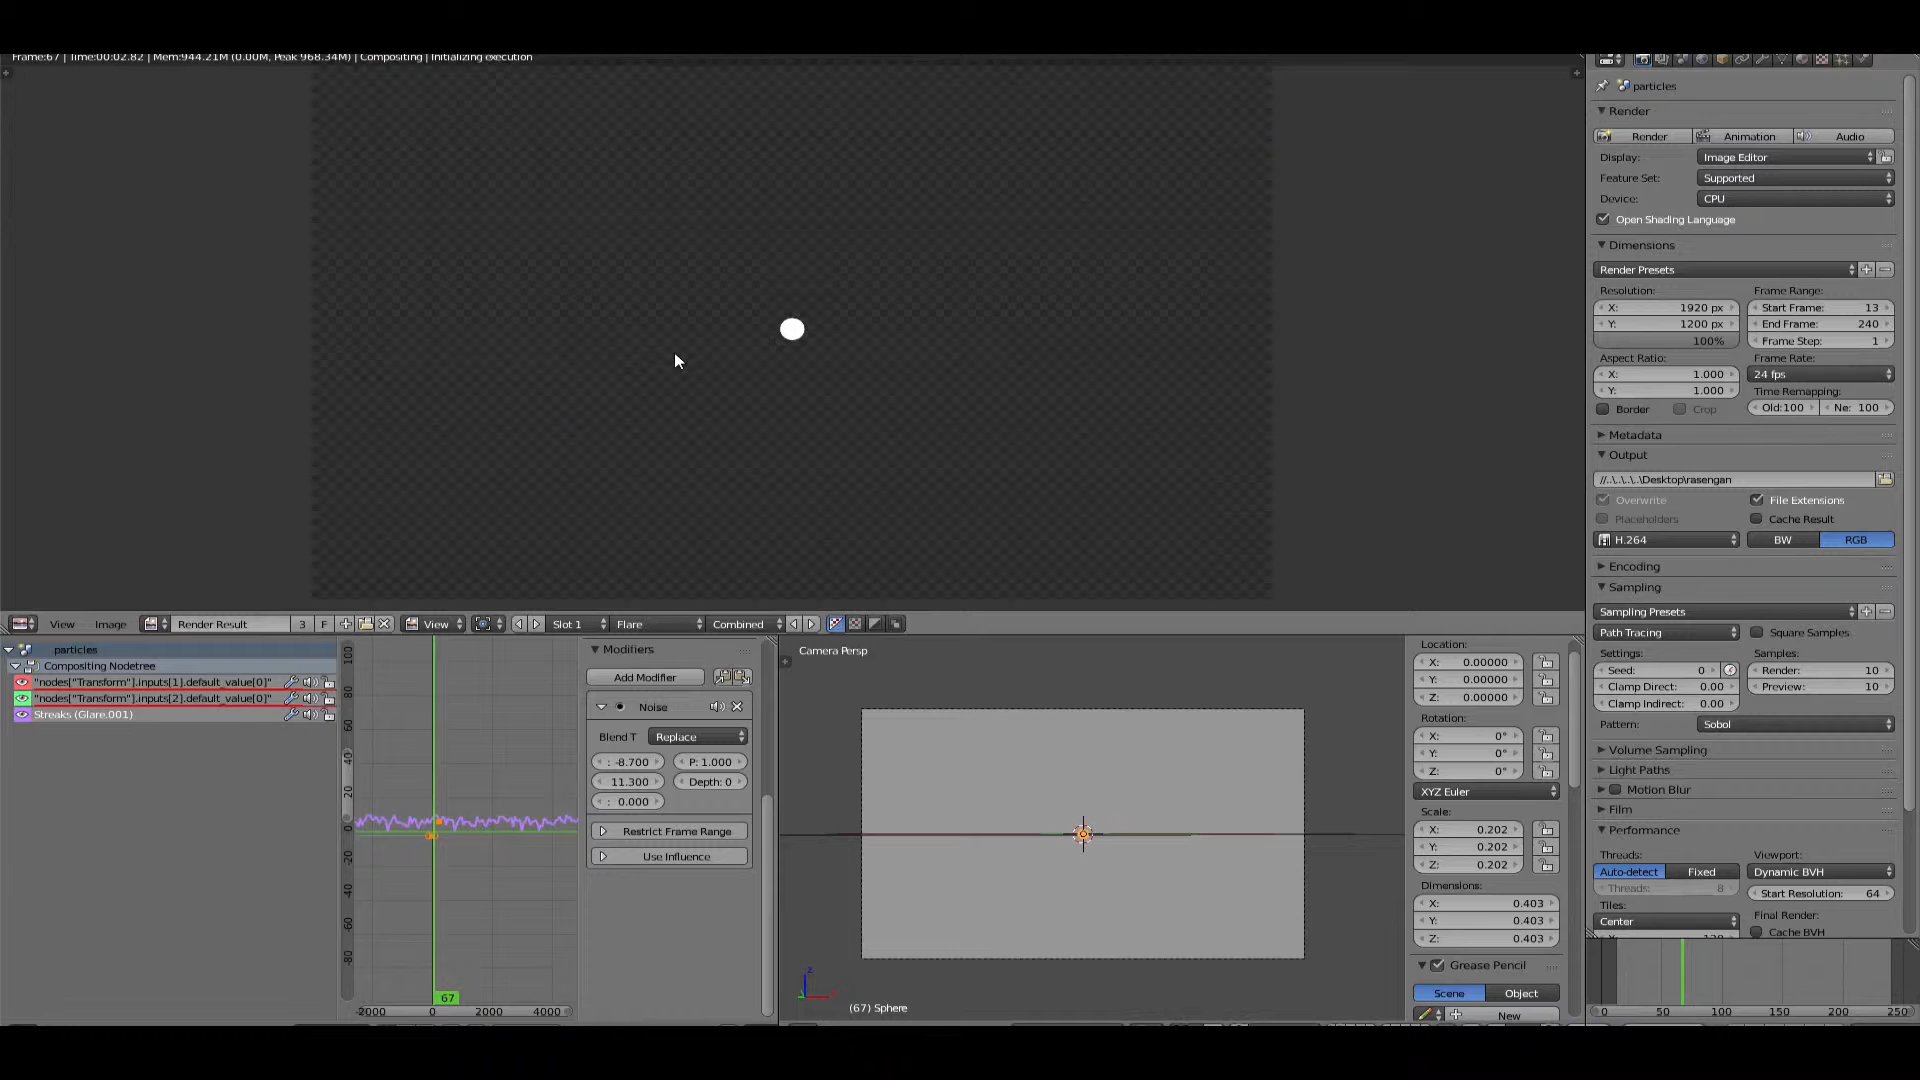 Frame:67 | Time:00:02.82 | Mem:944.21M (0.00M, Peak 968.34M) | Compositing | Initializing execution
particles
Render
Render Animation Audio
Display: Image Editor
Feature Set: Supported
Device: CPU
Open Shading Language
Dimensions
Render Presets
Resolution: Frame Range:
X: 1920 px Start Frame: 13
Y: 1200 px End Frame: 240
100% Frame Step: 1
Aspect Ratio: Frame Rate:
X: 1.000 24 fps
Y: 1.000 Time Remapping:
Border Crop Old:100 Ne: 100
Metadata
Output
//..\..\..\..\Desktop\rasengan
Overwrite File Extensions
Placeholders Cache Result
H.264 BW RGB
Encoding
Sampling
Sampling Presets
Path Tracing Square Samples
Settings: Samples:
Seed: 0 Render: 10
Clamp Direct: 0.00 Preview: 10
Clamp Indirect: 0.00
Pattern: Sobol
Volume Sampling
Light Paths
Motion Blur
Film
Performance
Threads: Viewport:
Auto-detect Fixed Dynamic BVH
Threads: 8 Start Resolution: 64
Tiles: Final Render:
Center Cache BVH
0 50 100 150 200 250
View Image Render Result 3 F View Slot 1 Flare Combined
particles
Compositing Nodetree
"nodes["Transform"].inputs[1].default_value[0]"
"nodes["Transform"].inputs[2].default_value[0]"
Streaks (Glare.001)
100
80
60
40
20
0
-20
-40
-60
-80
67
-2000 0 2000 4000
Modifiers
Add Modifier
Noise
Blend T Replace
: -8.700 P: 1.000
11.300 Depth: 0
: 0.000
Restrict Frame Range
Use Influence
Camera Persp
z
(67) Sphere
Location:
X: 0.00000
Y: 0.00000
Z: 0.00000
Rotation:
X: 0°
Y: 0°
Z: 0°
XYZ Euler
Scale:
X: 0.202
Y: 0.202
Z: 0.202
Dimensions:
X: 0.403
Y: 0.403
Z: 0.403
Grease Pencil
Scene Object
New